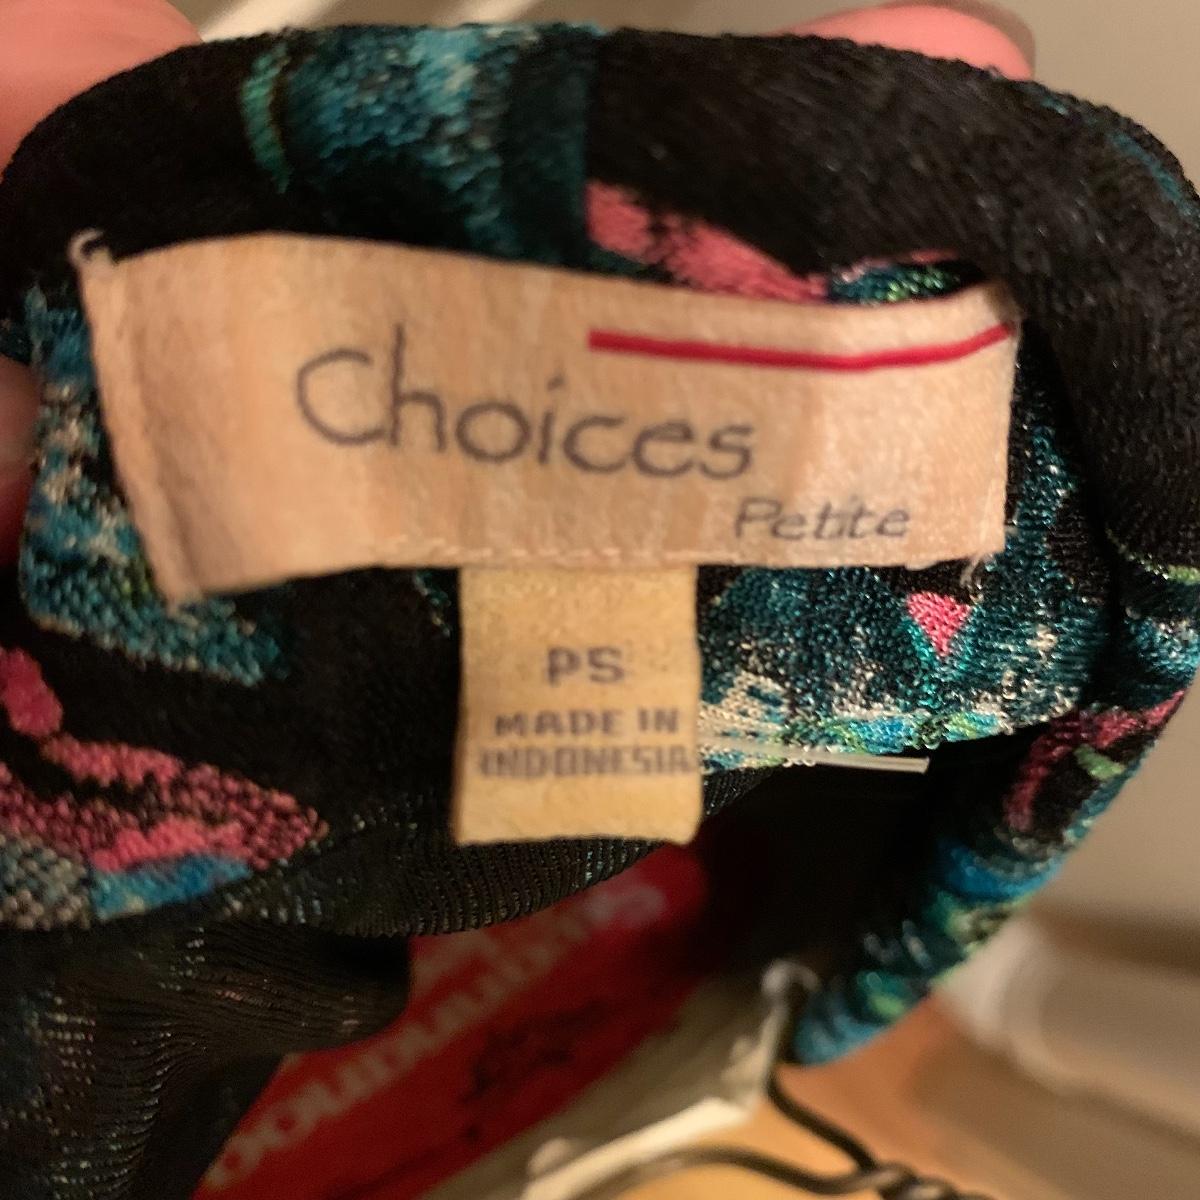 Choices
Petite
PS
MADE IN
INDONESIA